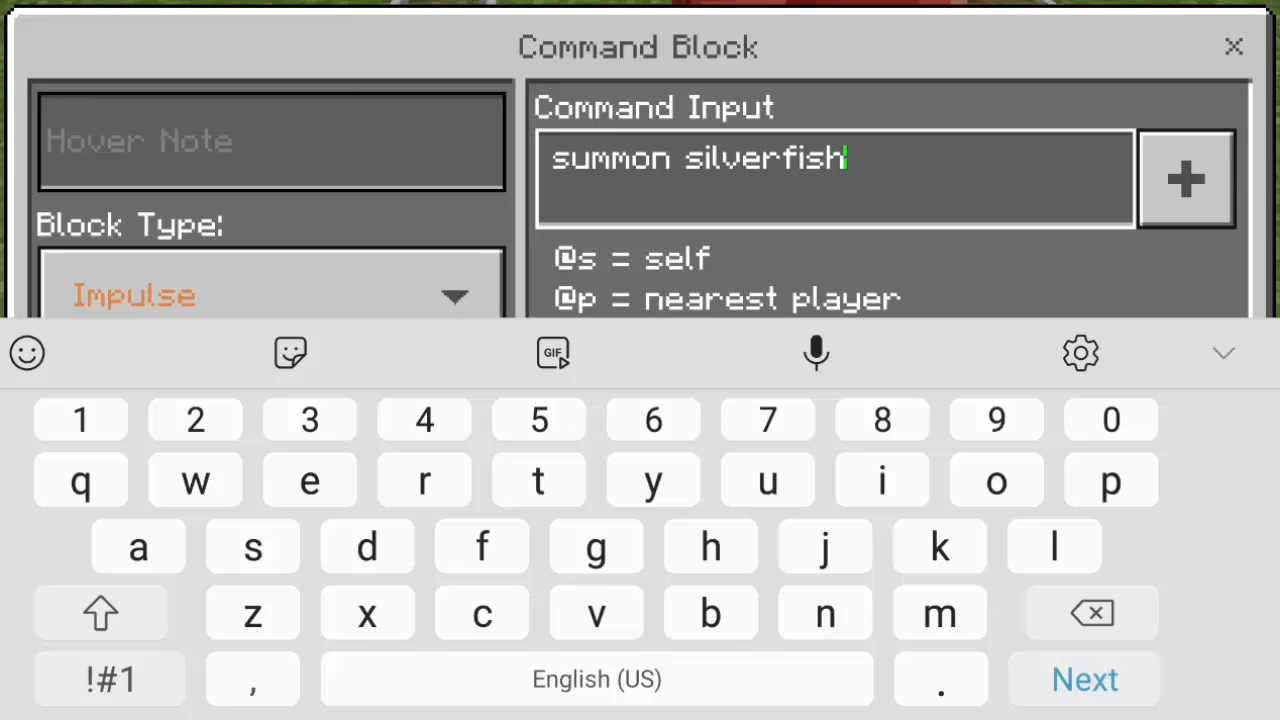 Command Block
Hover Note
Block Type:
Impulse
Command Input
summon silverfish
@s = self
@p = nearest player
GIF
1 2 3 4 5 6 7 8 9 0
q w e r t y u i o p
a s d f g h j k l
z x c v b n m
!#1 , English (US) . Next